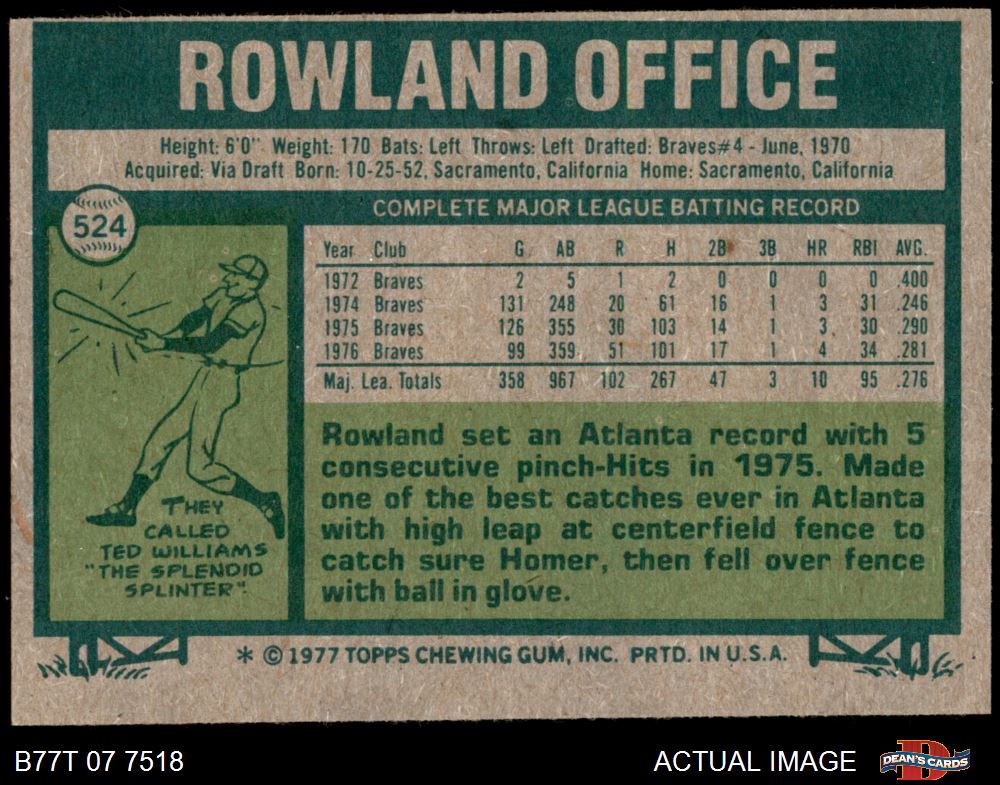 ROWLAND OFFICE
Height: 6'0" Weight: 170 Bats: Left Throws: Left Drafted: Braves#4 - June, 1970
Acquired: Via Draft Born: 10-25-52, Sacramento, California Home: Sacramento, California
524
COMPLETE MAJOR LEAGUE BATTING RECORD
Year Club G AB R H 2B 3B HR RBI AVG.
1972 Braves 2 5 1 2 0 0 0 0 .400
1974 Braves 131 248 20 61 16 1 3 31 .246
1975 Braves 126 355 30 103 14 1 3 30 .290
1976 Braves 99 359 51 101 17 1 4 34 .281
Maj. Lea. Totals 358 967 102 267 47 3 10 95 .276
THEY
CALLED
TED WILLIAMS
"THE SPLENDID
SPLINTER".
Rowland set an Atlanta record with 5
consecutive pinch-Hits in 1975. Made
one of the best catches ever in Atlanta
with high leap at centerfield fence to
catch sure Homer, then fell over fence
with ball in glove.
* © 1977 TOPPS CHEWING GUM, INC. PRTD. IN U.S.A.
B77T 07 7518
ACTUAL IMAGE
DEAN'S CARDS